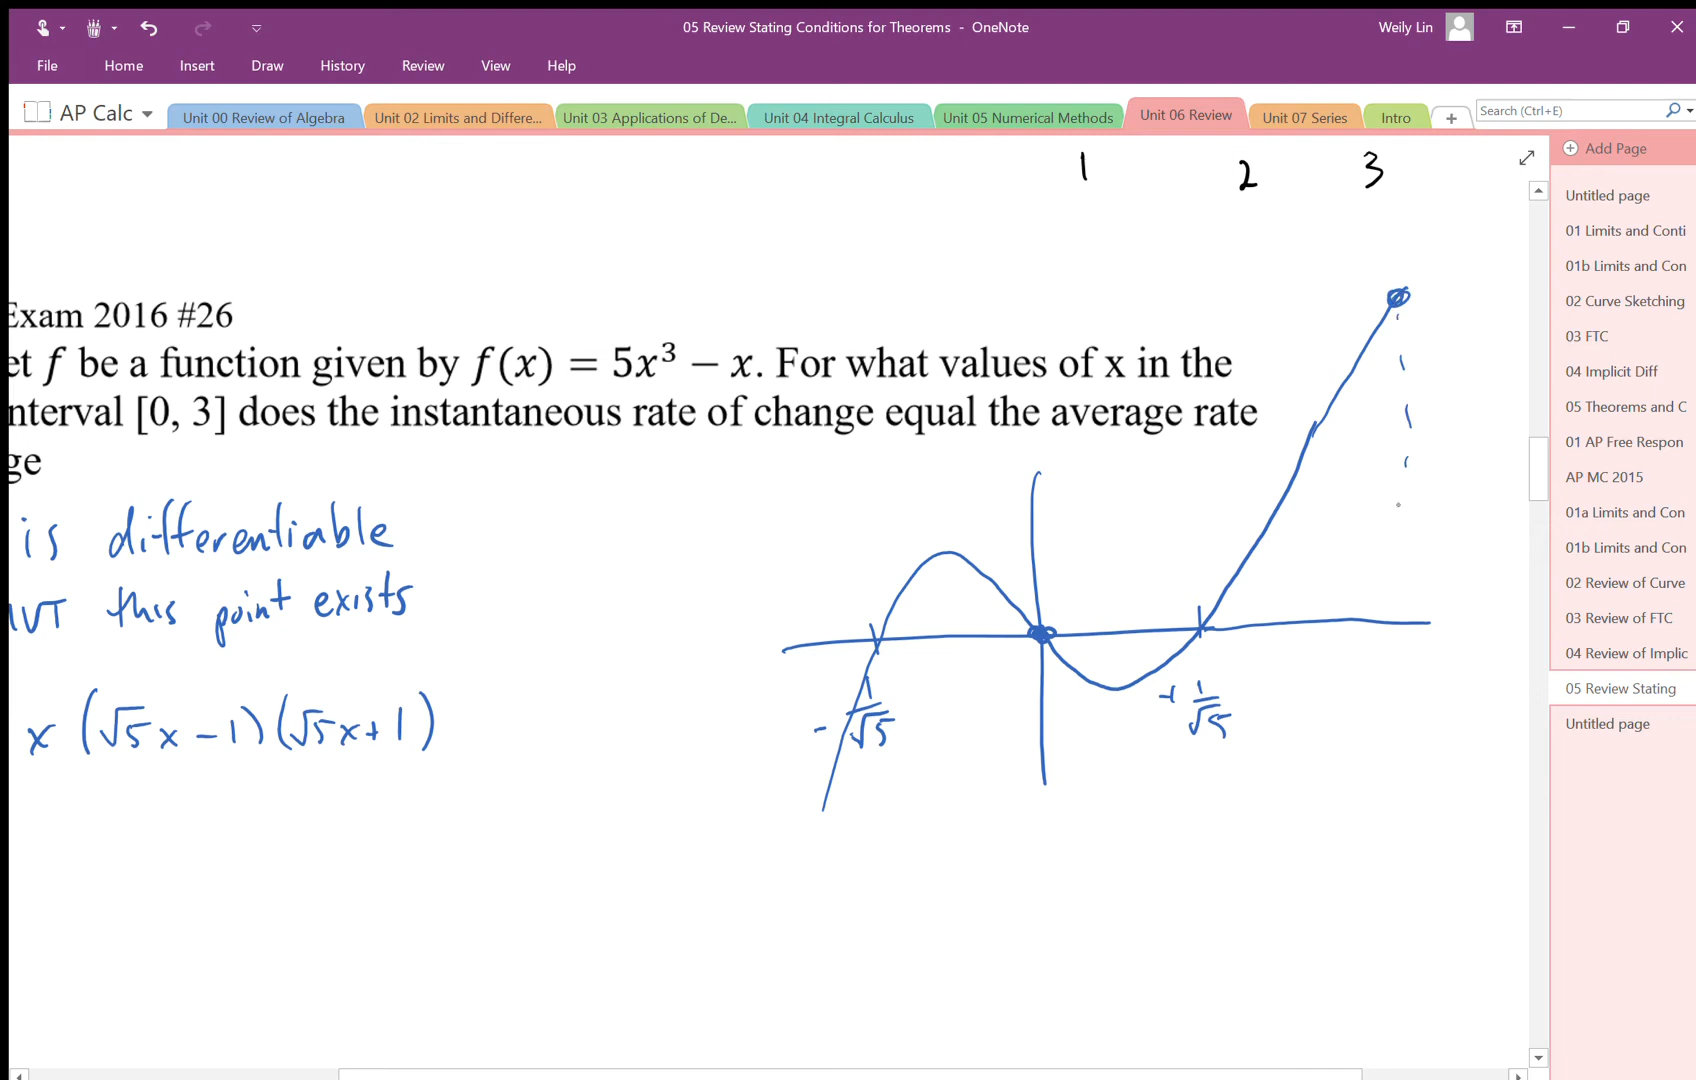 05 Review Stating Conditions for Theorems - OneNote
Weily Lin
File Home Insert Draw History Review View Help
AP Calc
Unit 00 Review of Algebra
Unit 02 Limits and Differe...
Unit 03 Applications of De...
Unit 04 Integral Calculus
Unit 05 Numerical Methods
Unit 06 Review
Unit 07 Series
Intro
Search (Ctrl+E)
Add Page
Untitled page
01 Limits and Conti
01b Limits and Con
02 Curve Sketching
03 FTC
04 Implicit Diff
05 Theorems and C
01 AP Free Respon
AP MC 2015
01a Limits and Con
01b Limits and Con
02 Review of Curve
03 Review of FTC
04 Review of Implic
05 Review Stating
Untitled page
1 2 3
Exam 2016 #26
et f be a function given by f(x) = 5x³ − x. For what values of x in the
nterval [0, 3] does the instantaneous rate of change equal the average rate
ge
is differentiable
VT this point exists
x (√5x − 1)(√5x + 1)
- 1/√5
+ 1/√5